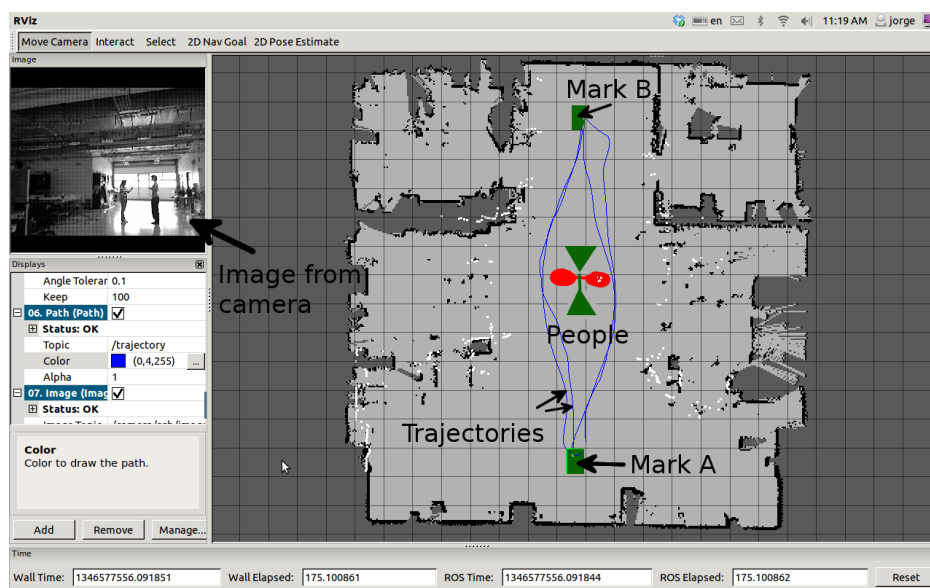 RViz
en
11:19 AM
jorge
Move Camera Interact Select 2D Nav Goal 2D Pose Estimate
Image
Mark B
Image from
camera
People
Trajectories
Mark A
Displays
Angle Toleran 0.1
Keep 100
06. Path (Path)
Status: OK
Topic /trajectory
Color (0,4,255) ...
Alpha 1
07. Image (Imag
Status: OK
Color
Color to draw the path.
Add Remove Manage...
Time
Wall Time: 1346577556.091851 Wall Elapsed: 175.100861 ROS Time: 1346577556.091844 ROS Elapsed: 175.100862 Reset